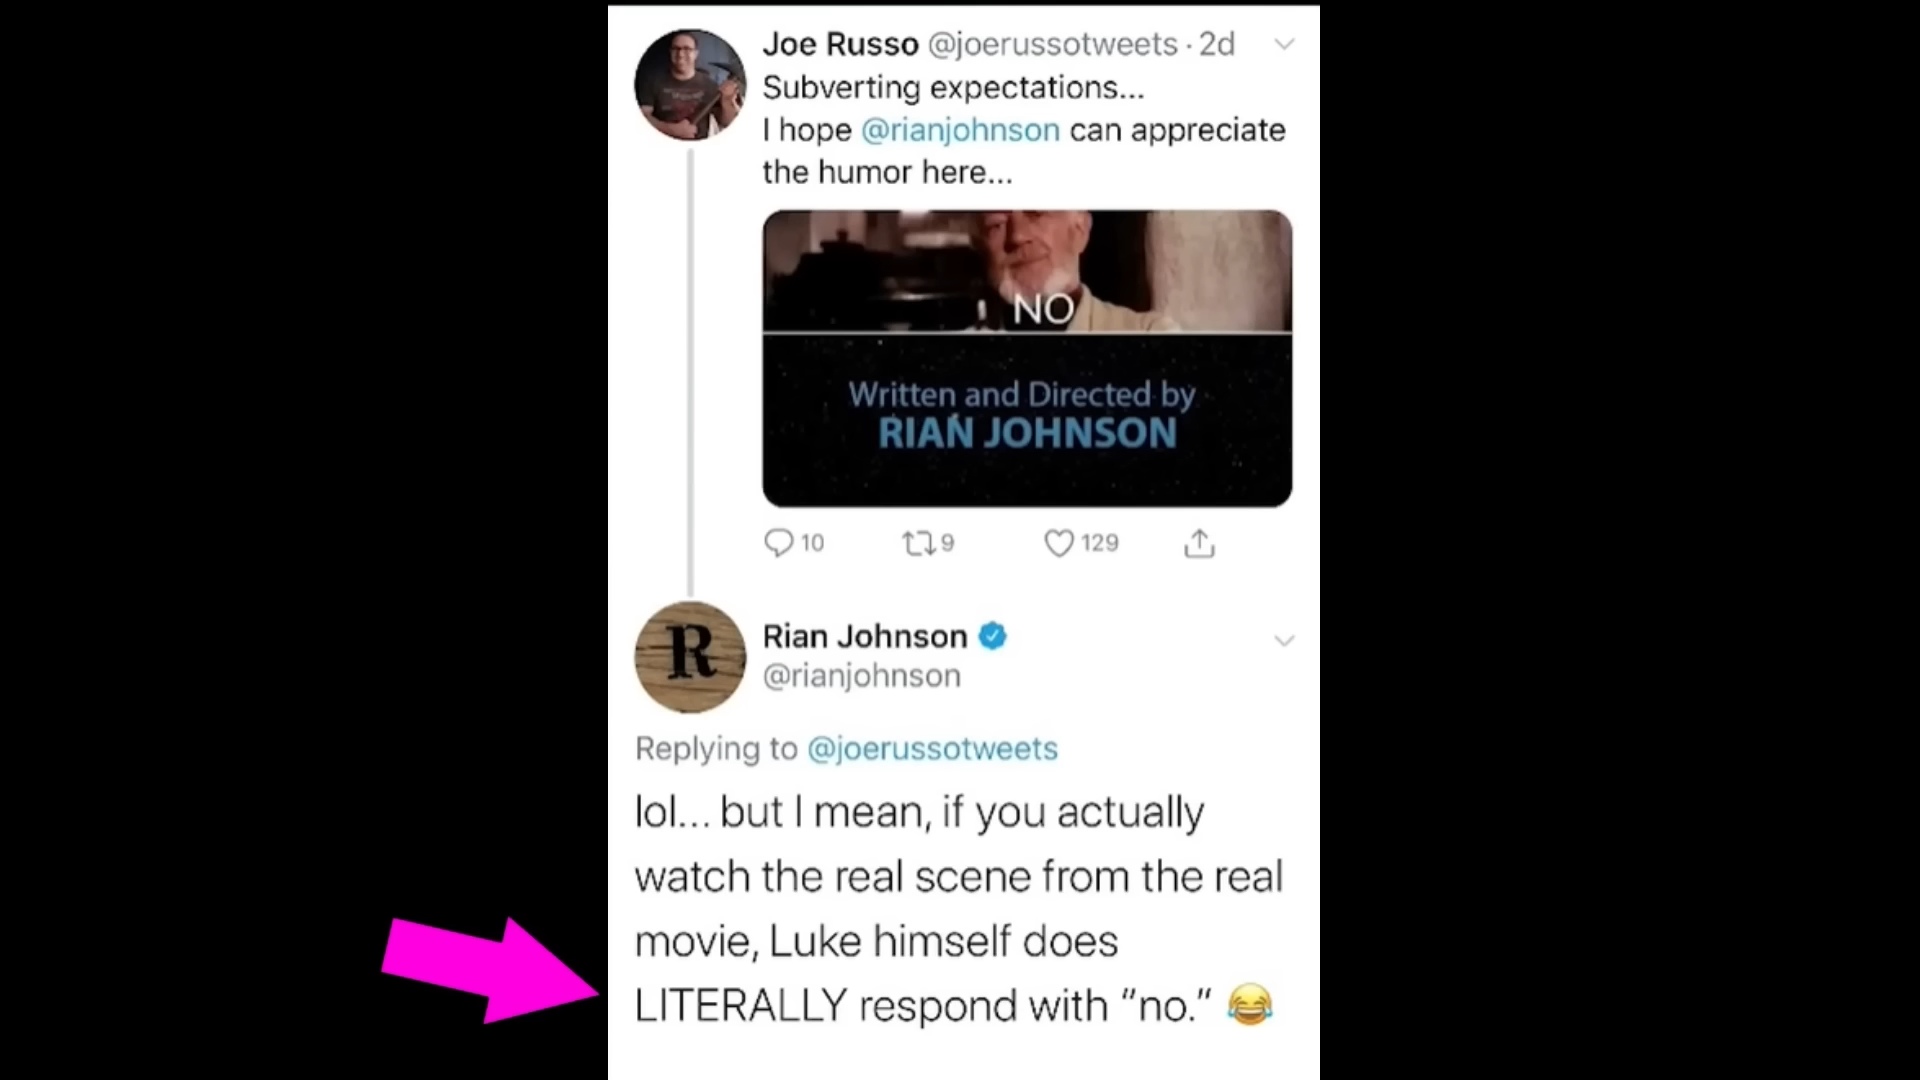 Joe Russo @joerussotweets · 2d
Subverting expectations...
I hope @rianjohnson can appreciate
the humor here...
NO
Written and Directed by
RIAN JOHNSON
10 9 129
R
Rian Johnson
@rianjohnson
Replying to @joerussotweets
lol... but I mean, if you actually
watch the real scene from the real
movie, Luke himself does
LITERALLY respond with “no.” 😂